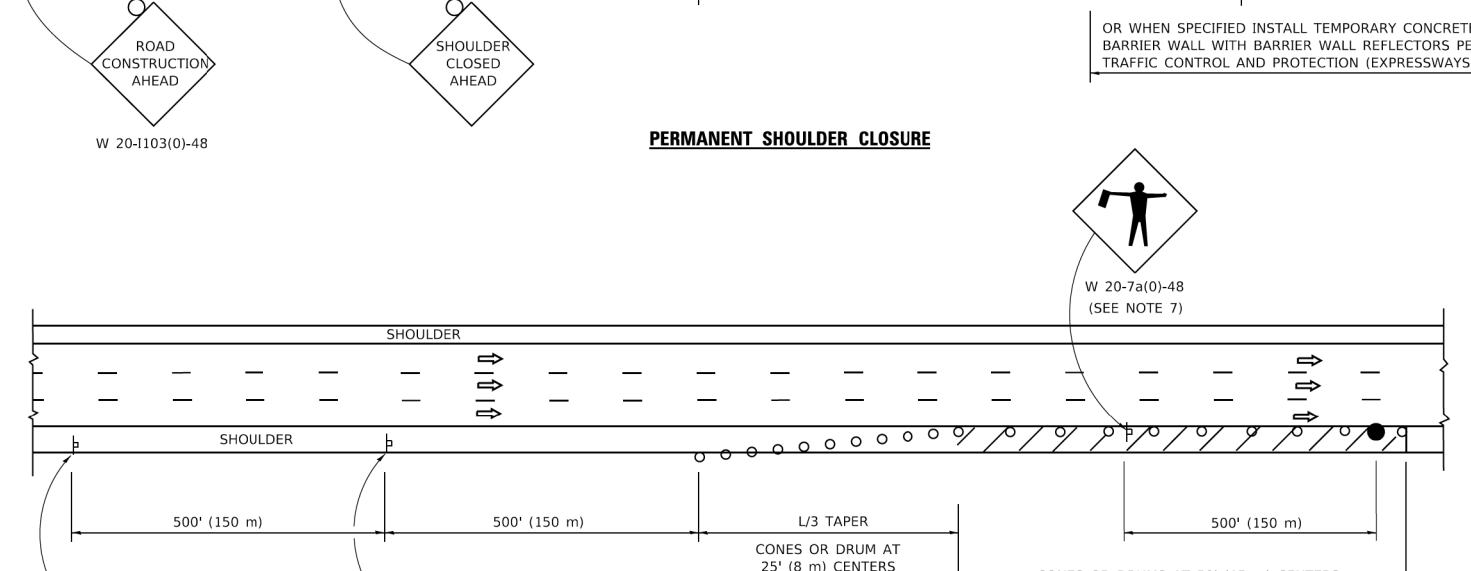 ROAD
CONSTRUCTION
AHEAD
W 20-I103(0)-48
SHOULDER
CLOSED
AHEAD
OR WHEN SPECIFIED INSTALL TEMPORARY CONCRETE
BARRIER WALL WITH BARRIER WALL REFLECTORS PE
TRAFFIC CONTROL AND PROTECTION (EXPRESSWAYS
PERMANENT SHOULDER CLOSURE
W 20-7a(0)-48
(SEE NOTE 7)
SHOULDER
SHOULDER
500' (150 m)
500' (150 m)
L/3 TAPER
500' (150 m)
CONES OR DRUM AT
25' (8 m) CENTERS